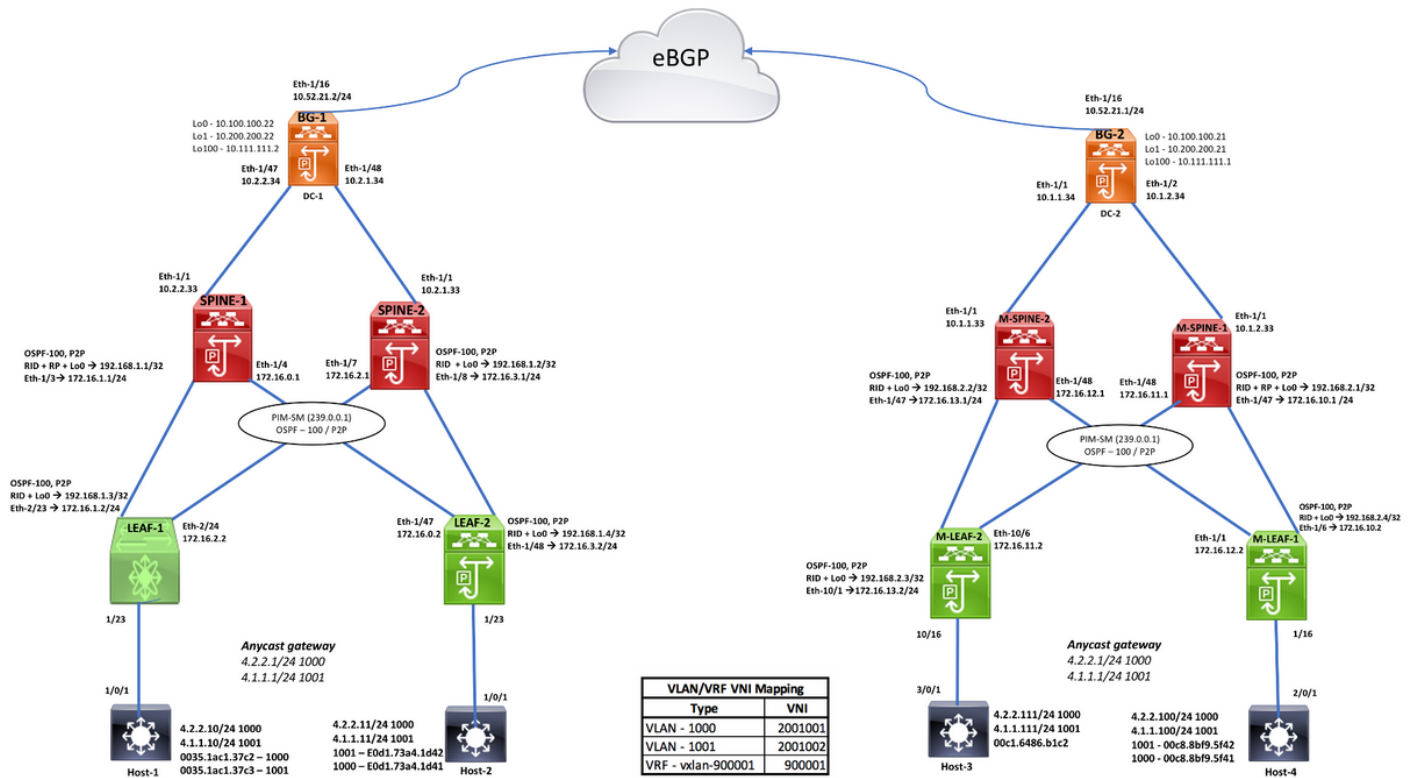 eBGP
Eth-1/16
10.52.21.2/24
BG-1
Lo0 - 10.100.100.22
Lo1 - 10.200.200.22
Lo100 - 10.111.111.2
Eth-1/47
10.2.2.34
Eth-1/48
10.2.1.34
DC-1
Eth-1/16
10.52.21.1/24
BG-2
Lo0 - 10.100.100.21
Lo1 - 10.200.200.21
Lo100 - 10.111.111.1
Eth-1/1
10.1.1.34
Eth-1/2
10.1.2.34
DC-2
Eth-1/1
10.2.2.33
SPINE-1
Eth-1/1
10.2.1.33
SPINE-2
OSPF-100, P2P
RID + RP + Lo0 → 192.168.1.1/32
Eth-1/3→ 172.16.1.1/24
Eth-1/4
172.16.0.1
Eth-1/7
172.16.2.1
OSPF-100, P2P
RID + Lo0 → 192.168.1.2/32
Eth-1/8 → 172.16.3.1/24
PIM-SM (239.0.0.1)
OSPF – 100 / P2P
Eth-1/1
10.1.1.33
M-SPINE-2
Eth-1/1
10.1.2.33
M-SPINE-1
OSPF-100, P2P
RID + Lo0 → 192.168.2.2/32
Eth-1/47 →172.16.13.1/24
Eth-1/48
172.16.12.1
Eth-1/48
172.16.11.1
OSPF-100, P2P
RID + RP + Lo0 → 192.168.2.1/32
Eth-1/47 → 172.16.10.1 /24
PIM-SM (239.0.0.1)
OSPF – 100 / P2P
OSPF-100, P2P
RID + Lo0 → 192.168.1.3/32
Eth-2/23 → 172.16.1.2/24
LEAF-1
Eth-2/24
172.16.2.2
Eth-1/47
172.16.0.2
LEAF-2
OSPF-100, P2P
RID + Lo0 → 192.168.1.4/32
Eth-1/48 → 172.16.3.2/24
OSPF-100, P2P
RID + Lo0 → 192.168.2.3/32
Eth-10/1 →172.16.13.2/24
M-LEAF-2
Eth-10/6
172.16.11.2
Eth-1/1
172.16.12.2
M-LEAF-1
OSPF-100, P2P
RID + Lo0 → 192.168.2.4/32
Eth-1/6 → 172.16.10.2
1/23
1/23
10/16
1/16
Anycast gateway
4.2.2.1/24 1000
4.1.1.1/24 1001
Anycast gateway
4.2.2.1/24 1000
4.1.1.1/24 1001
1/0/1
Host-1
4.2.2.10/24 1000
4.1.1.10/24 1001
0035.1ac1.37c2 – 1000
0035.1ac1.37c3 – 1001
4.2.2.11/24 1000
4.1.1.11/24 1001
1001 – E0d1.73a4.1d42
1000 – E0d1.73a4.1d41
1/0/1
Host-2
VLAN/VRF VNI Mapping
Type VNI
VLAN - 1000 2001001
VLAN - 1001 2001002
VRF - vxlan-900001 900001
3/0/1
Host-3
4.2.2.111/24 1000
4.1.1.111/24 1001
00c1.6486.b1c2
4.2.2.100/24 1000
4.1.1.100/24 1001
1001 - 00c8.8bf9.5f42
1000 - 00c8.8bf9.5f41
2/0/1
Host-4